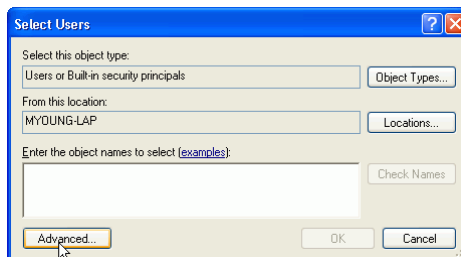 Select Users
Select this object type:
Users or Built-in security principals
Object Types...
From this location:
MYOUNG-LAP
Locations...
Enter the object names to select (examples):
Check Names
Advanced...
OK
Cancel